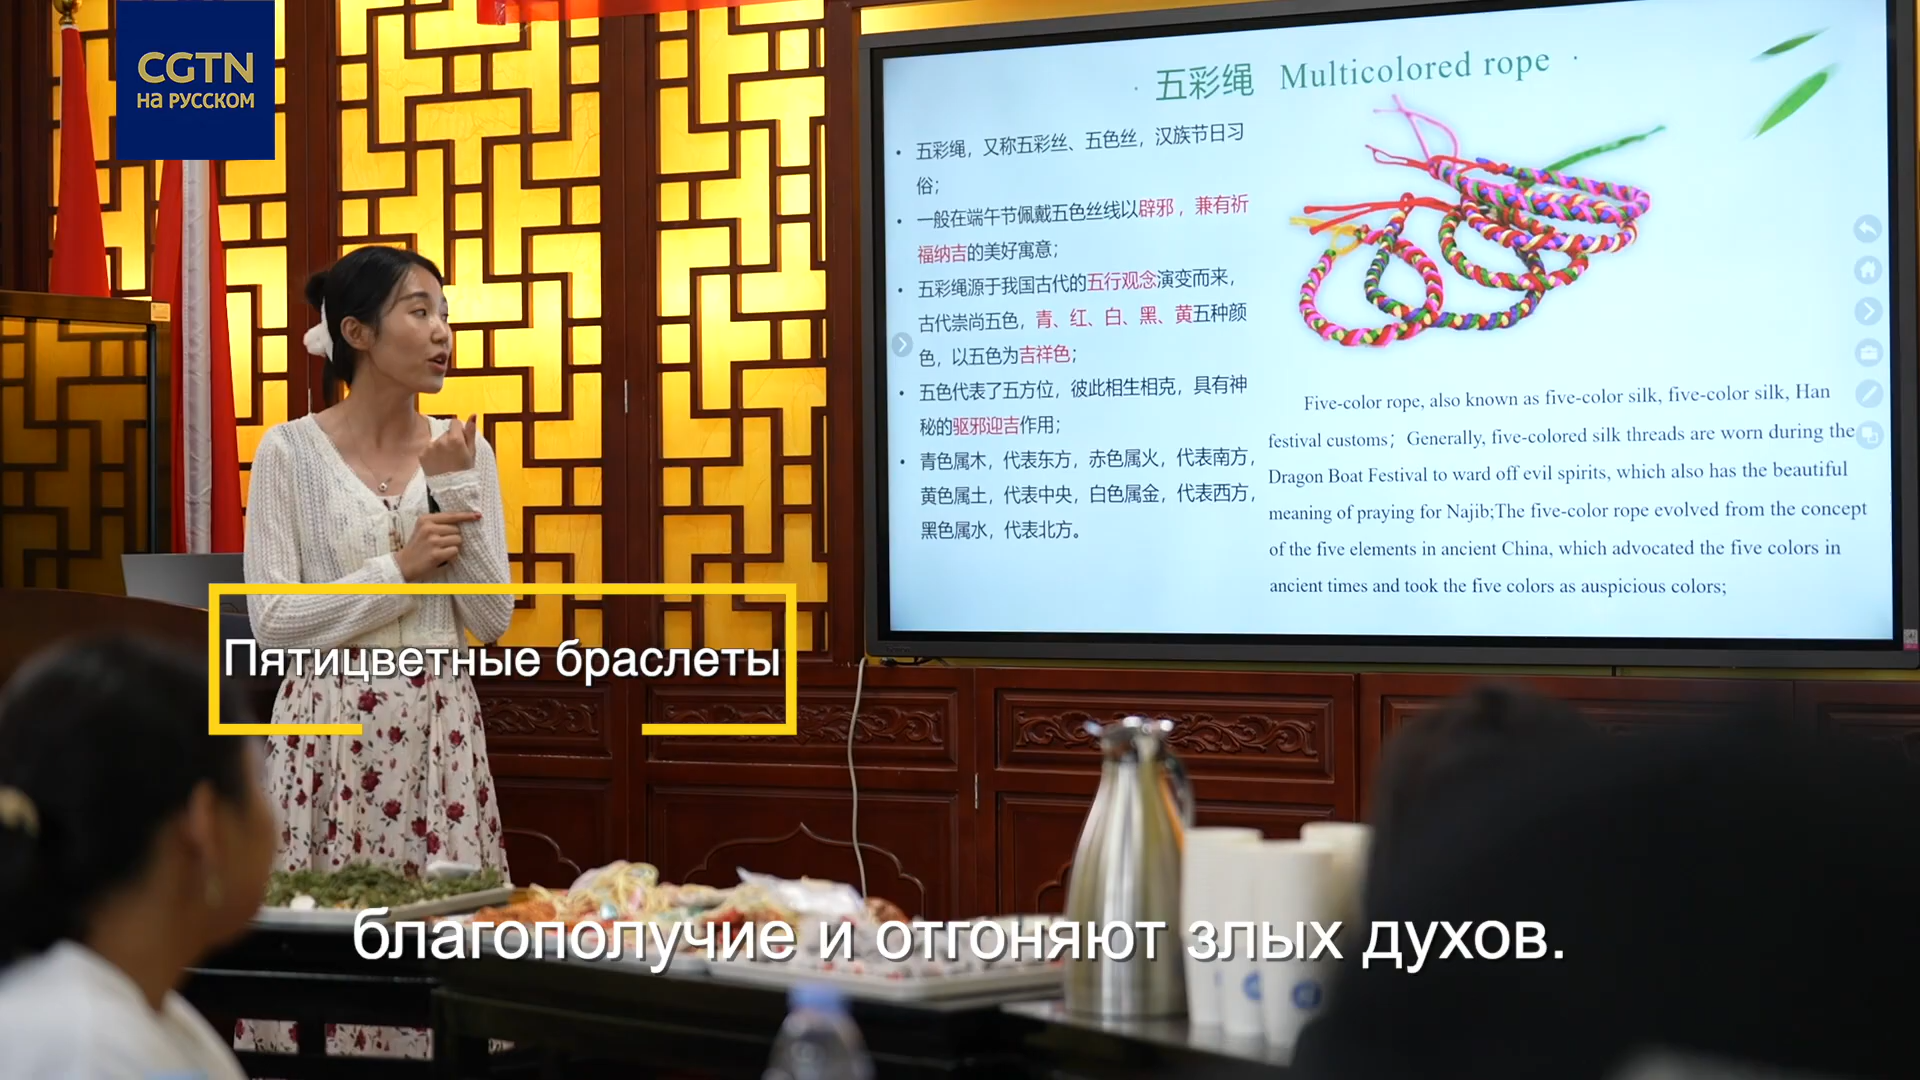 CGTN
на русском
· 五彩绳 Multicolored rope ·
• 五彩绳，又称五彩丝、五色丝，汉族节日习
俗；
• 一般在端午节佩戴五色丝线以辟邪，兼有祈
福纳吉的美好寓意；
• 五彩绳源于我国古代的五行观念演变而来，
古代崇尚五色，青、红、白、黑、黄五种颜
色，以五色为吉祥色；
• 五色代表了五方位，彼此相生相克，具有神
秘的驱邪迎吉作用；
• 青色属木，代表东方，赤色属火，代表南方，
黄色属土，代表中央，白色属金，代表西方，
黑色属水，代表北方。
Five-color rope, also known as five-color silk, five-color silk, Han
festival customs；Generally, five-colored silk threads are worn during the
Dragon Boat Festival to ward off evil spirits, which also has the beautiful
meaning of praying for Najib;The five-color rope evolved from the concept
of the five elements in ancient China, which advocated the five colors in
ancient times and took the five colors as auspicious colors;
Пятицветные браслеты
благополучие и отгоняют злых духов.